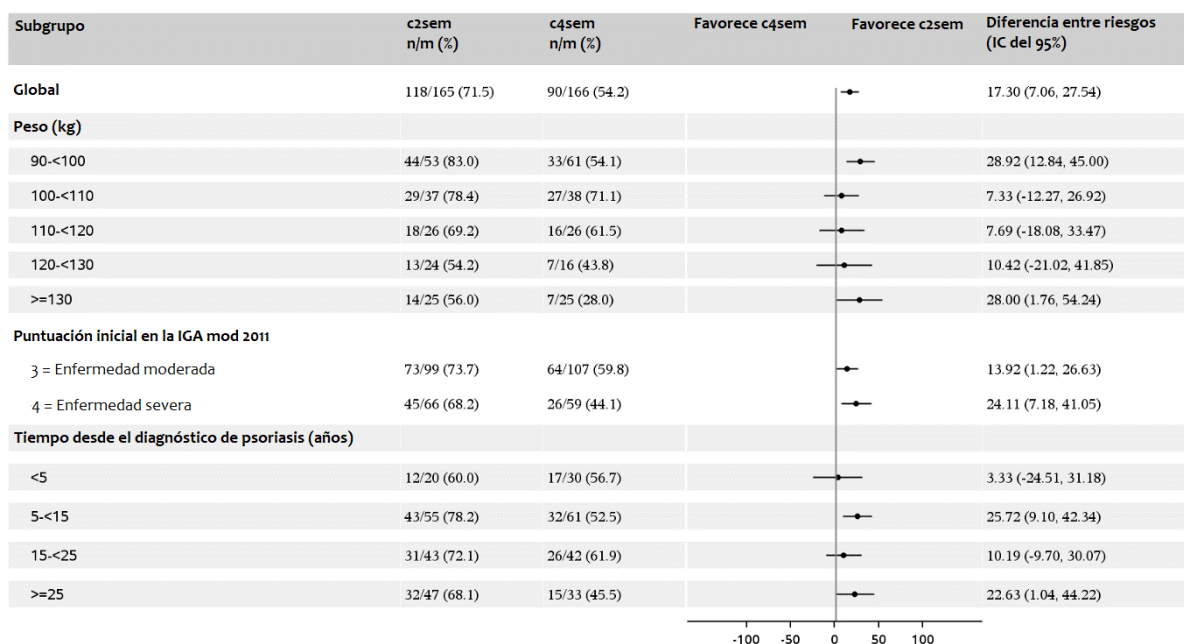 Subgrupo c2sem n/m (%) c4sem n/m (%) Favorece c4sem Favorece c2sem Diferencia entre riesgos (IC del 95%)
Global 118/165 (71.5) 90/166 (54.2) 17.30 (7.06, 27.54)
Peso (kg)
90-<100 44/53 (83.0) 33/61 (54.1) 28.92 (12.84, 45.00)
100-<110 29/37 (78.4) 27/38 (71.1) 7.33 (-12.27, 26.92)
110-<120 18/26 (69.2) 16/26 (61.5) 7.69 (-18.08, 33.47)
120-<130 13/24 (54.2) 7/16 (43.8) 10.42 (-21.02, 41.85)
>=130 14/25 (56.0) 7/25 (28.0) 28.00 (1.76, 54.24)
Puntuación inicial en la IGA mod 2011
3 = Enfermedad moderada 73/99 (73.7) 64/107 (59.8) 13.92 (1.22, 26.63)
4 = Enfermedad severa 45/66 (68.2) 26/59 (44.1) 24.11 (7.18, 41.05)
Tiempo desde el diagnóstico de psoriasis (años)
<5 12/20 (60.0) 17/30 (56.7) 3.33 (-24.51, 31.18)
5-<15 43/55 (78.2) 32/61 (52.5) 25.72 (9.10, 42.34)
15-<25 31/43 (72.1) 26/42 (61.9) 10.19 (-9.70, 30.07)
>=25 32/47 (68.1) 15/33 (45.5) 22.63 (1.04, 44.22)
-100 -50 0 50 100